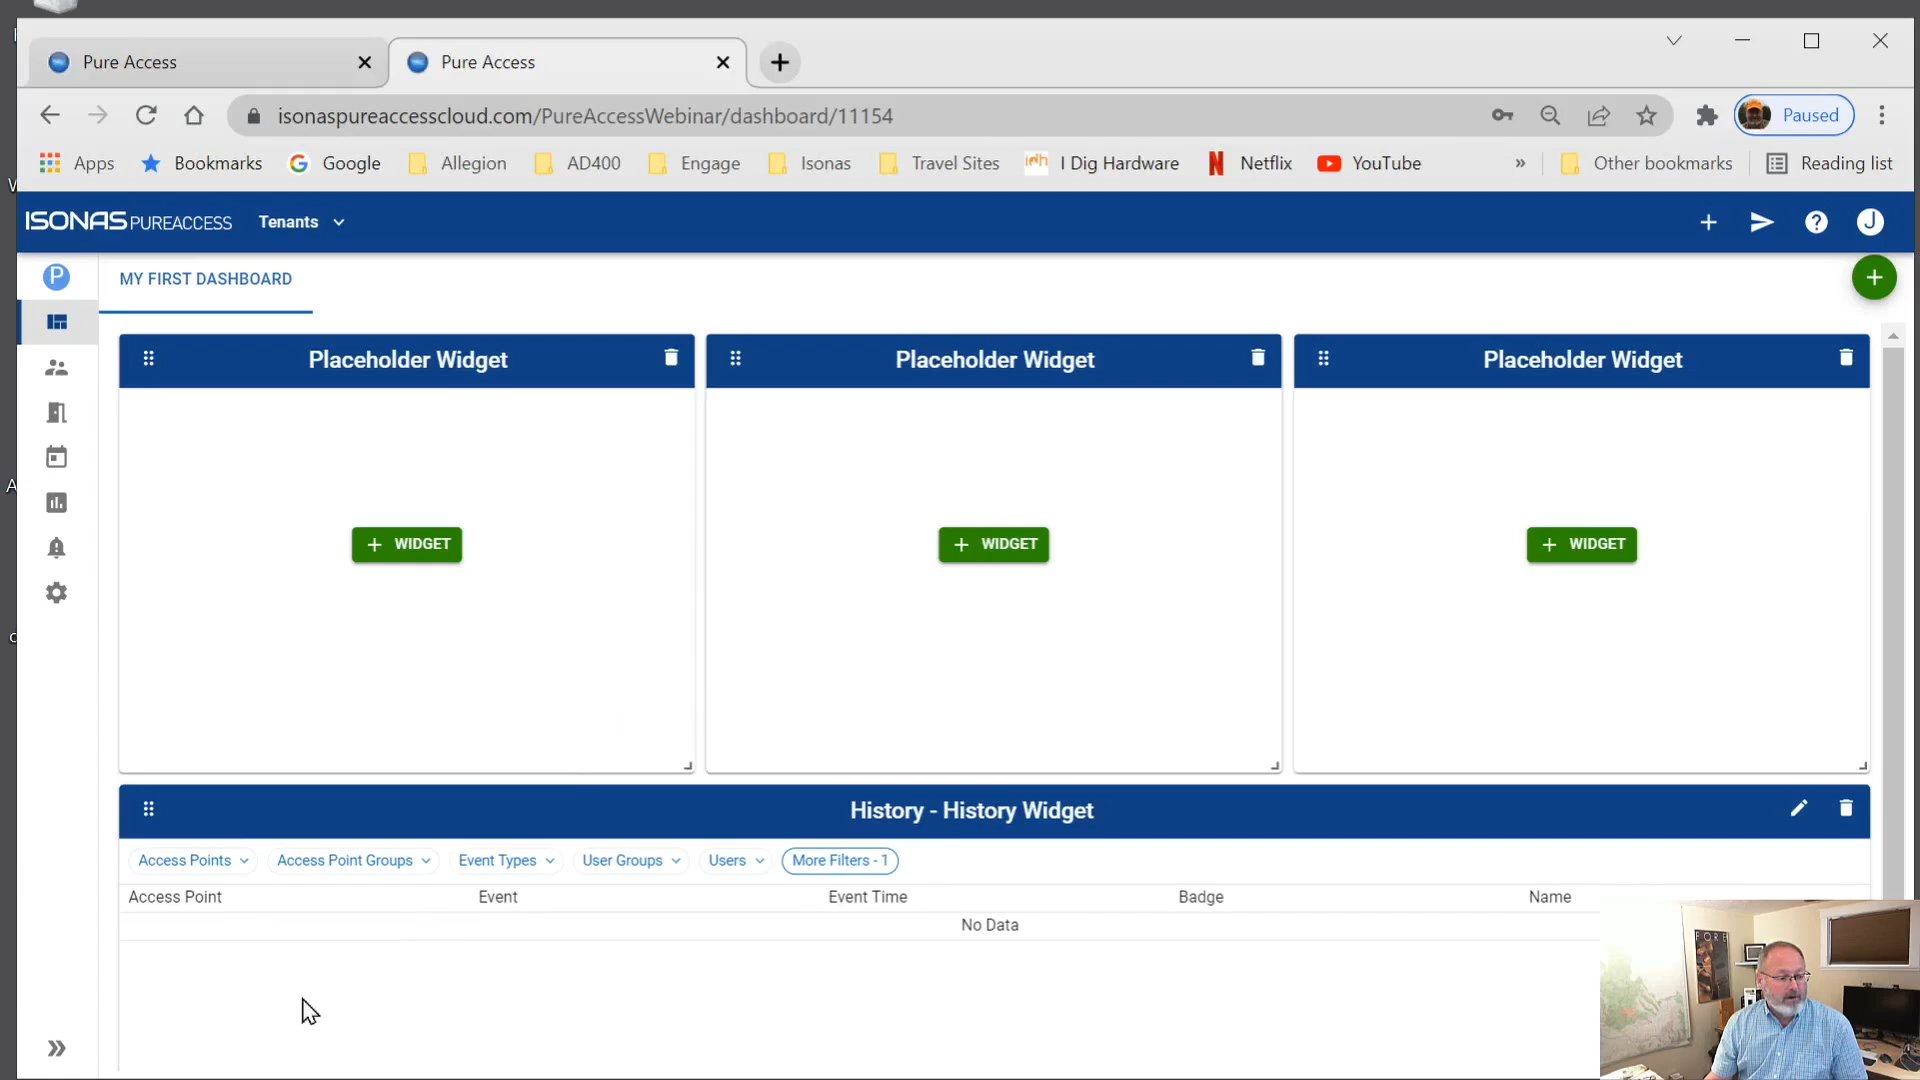 Pure Access
Pure Access
isonaspureaccesscloud.com/PureAccessWebinar/dashboard/11154
Paused
Apps
Bookmarks
Google
Allegion
AD400
Engage
Isonas
Travel Sites
idh
I Dig Hardware
Netflix
YouTube
»
Other bookmarks
Reading list
ISONAS PUREACCESS
Tenants
J
P
MY FIRST DASHBOARD
Placeholder Widget
Placeholder Widget
Placeholder Widget
+ WIDGET
+ WIDGET
+ WIDGET
History - History Widget
Access Points
Access Point Groups
Event Types
User Groups
Users
More Filters - 1
Access Point
Event
Event Time
Badge
Name
No Data
FORE